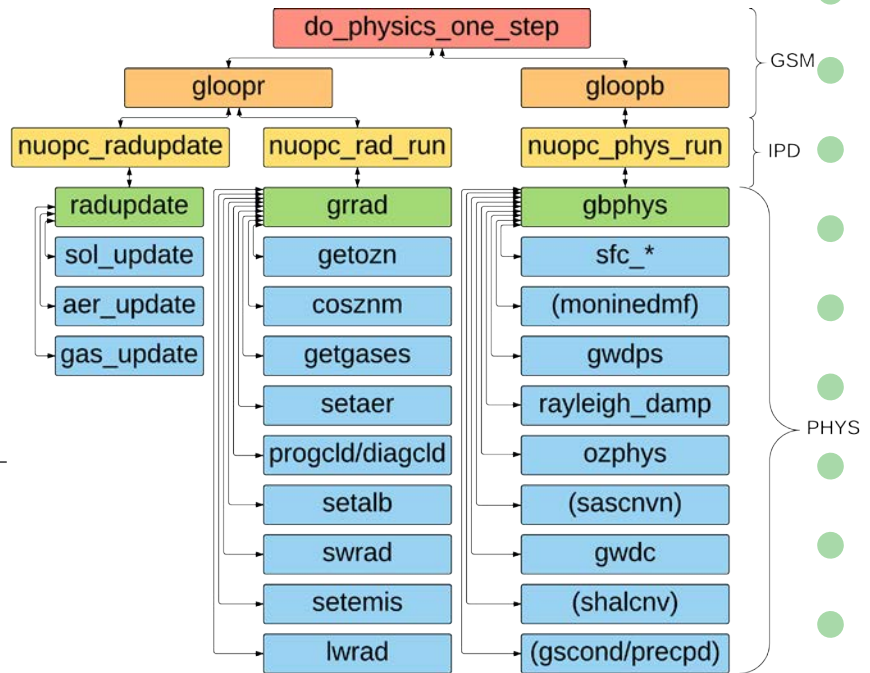 do_physics_one_step
GSM
gloopr
gloopb
nuopc_radupdate
nuopc_rad_run
nuopc_phys_run
IPD
radupdate
grrad
gbphys
sol_update
getozn
sfc_*
aer_update
cosznm
(moninedmf)
gas_update
getgases
gwdps
setaer
rayleigh_damp
PHYS
progcld/diagcld
ozphys
setalb
(sascnvn)
swrad
gwdc
setemis
(shalcnv)
lwrad
(gscond/precpd)